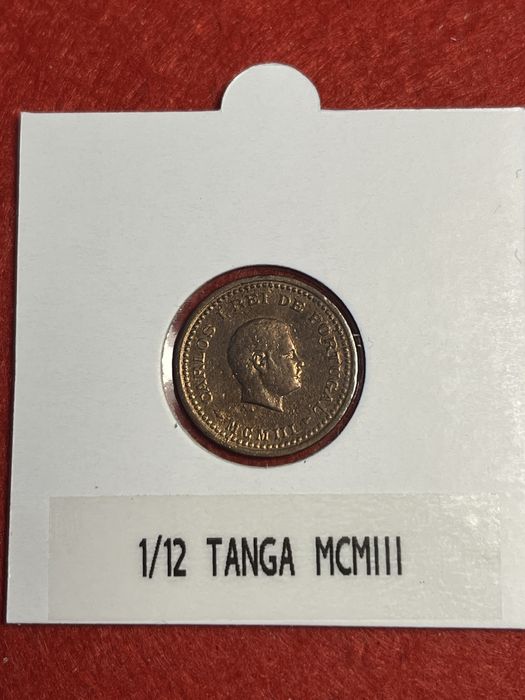 CARLOS I REI DE PORTUGAL
MCMIII
1/12 TANGA MCMIII